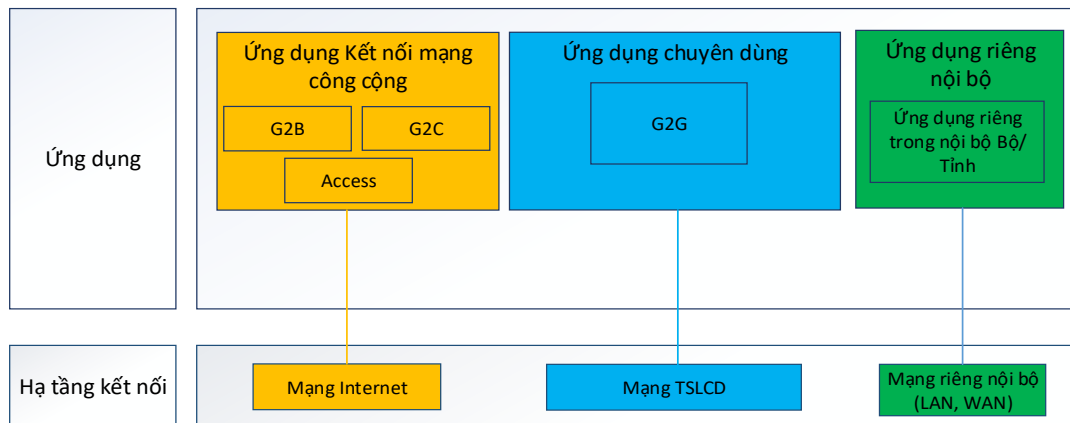 Ứng dụng
Ứng dụng Kết nối mạng
công cộng
G2B
G2C
Access
Ứng dụng chuyên dùng
G2G
Ứng dụng riêng
nội bộ
Ứng dụng riêng
trong nội bộ Bộ/
Tỉnh
Hạ tầng kết nối
Mạng Internet
Mạng TSLCD
Mạng riêng nội bộ
(LAN, WAN)